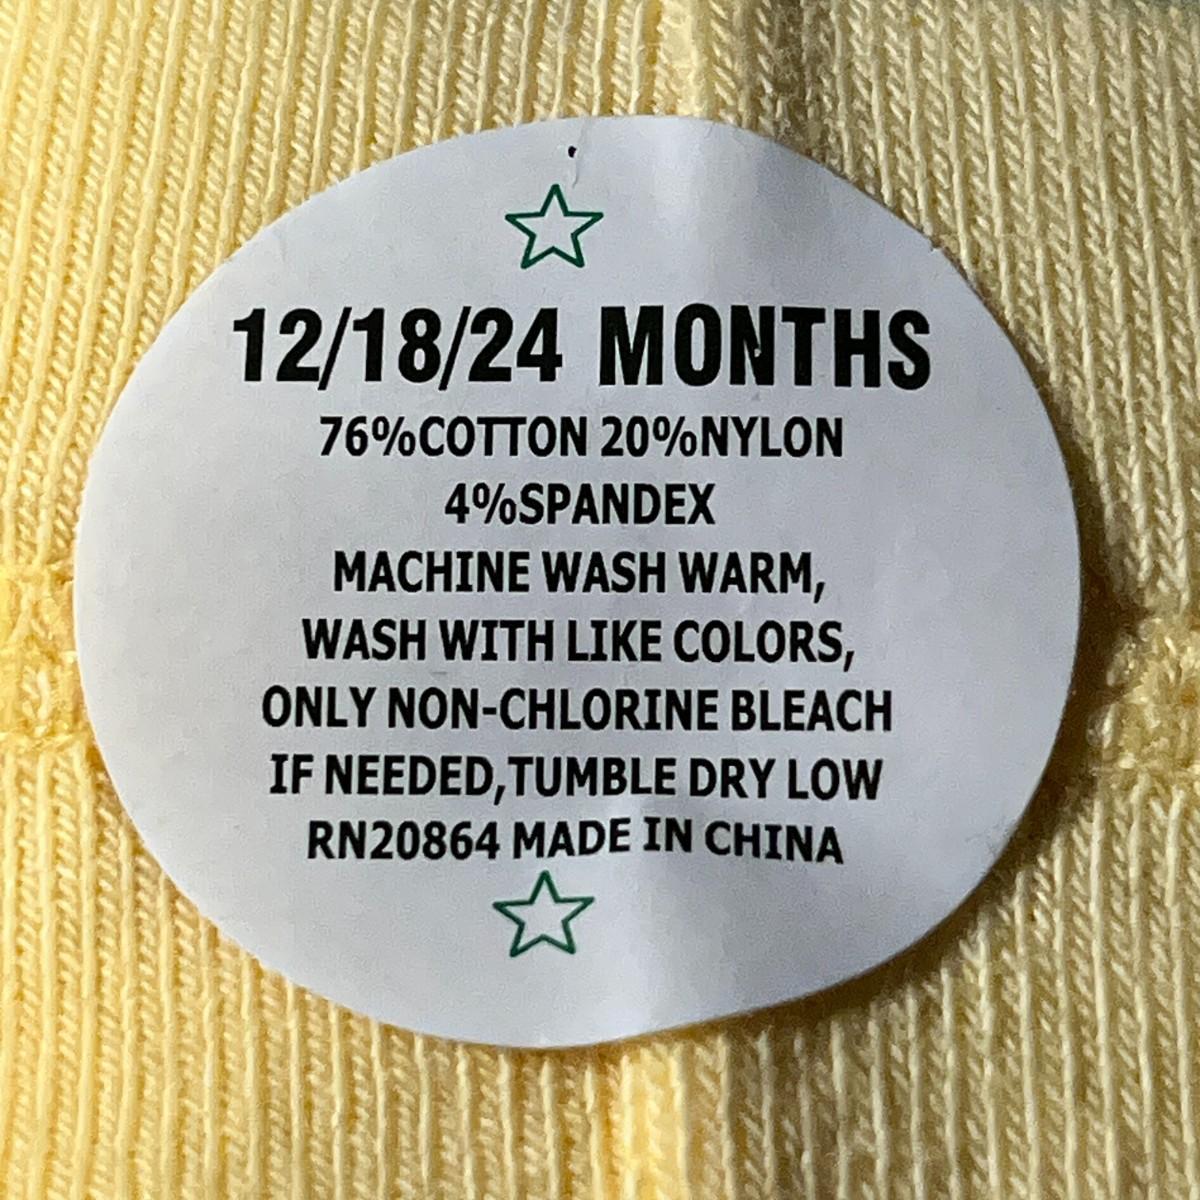 12/18/24 MONTHS
76%COTTON 20%NYLON
4%SPANDEX
MACHINE WASH WARM,
WASH WITH LIKE COLORS,
ONLY NON-CHLORINE BLEACH
IF NEEDED,TUMBLE DRY LOW
RN20864 MADE IN CHINA